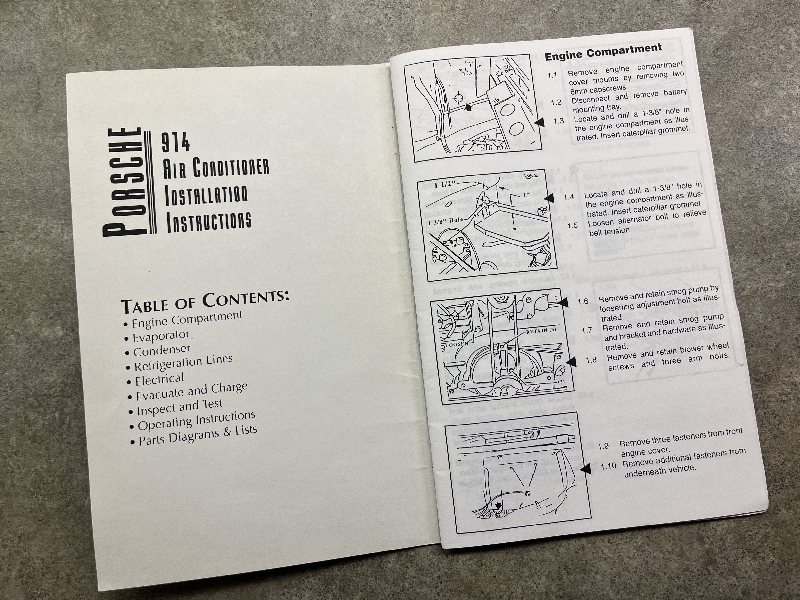 PORSCHE
914
AIR CONDITIONER
INSTALLATION
INSTRUCTIONS
TABLE OF CONTENTS:
• Engine Compartment
• Evaporator
• Condenser
• Refrigeration Lines
• Electrical
• Evacuate and Charge
• Inspect and Test
• Operating Instructions
• Parts Diagrams & Lists
Engine Compartment
1.1 Remove engine compartment
cover mounts by removing two
6mm capscrews.
1.2 Disconnect and remove battery
mounting tray.
1.3 Locate and drill a 1-3/8" hole in
the engine compartment as illus-
trated. Insert caterpillar grommet.
1.4 Locate and drill a 1-3/8" hole in
the engine compartment as illus-
trated. Insert caterpillar grommet.
1.5 Loosen alternator bolt to relieve
belt tension.
1.6 Remove and retain smog pump by
loosening adjustment bolt as illus-
trated.
1.7 Remove and retain smog pump
and bracket and hardware as illus-
trated.
1.8 Remove and retain blower wheel
screws and three arm bolts.
1.9 Remove three fasteners from front
engine cover.
1.10 Remove additional fasteners from
underneath vehicle.
1 3/8" Hole